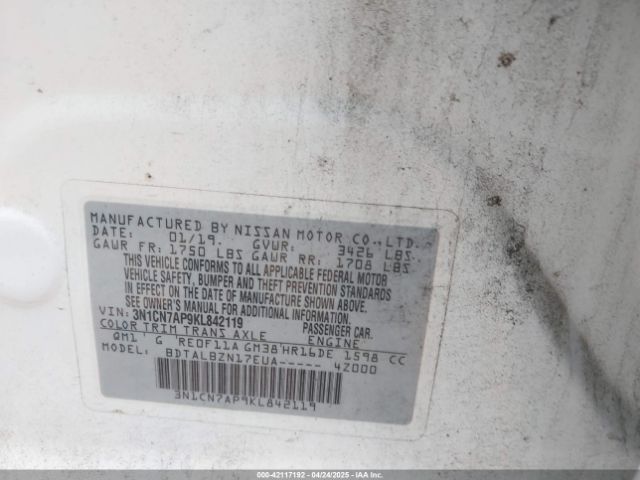 MANUFACTURED BY NISSAN MOTOR CO., LTD.
DATE: 01/19. GVWR: 3426 LBS
GAWR FR: 1750 LBS GAWR RR: 1708 LBS
THIS VEHICLE CONFORMS TO ALL APPLICABLE FEDERAL MOTOR
VEHICLE SAFETY, BUMPER AND THEFT PREVENTION STANDARDS
IN EFFECT ON THE DATE OF MANUFACTURE SHOWN ABOVE.
SEE OWNER'S MANUAL FOR ADDITIONAL INFORMATION.
VIN: 3N1CN7AP9KL842119 PASSENGER CAR.
COLOR TRIM TRANS AXLE ENGINE
QM1 G RE0F11A GM38 HR16DE 1598 CC
MODEL: BDTALBZN17EUA----- 4Z000
3N1CN7AP9KL842119
000-42117192 - 04/24/2025 - IAA Inc.